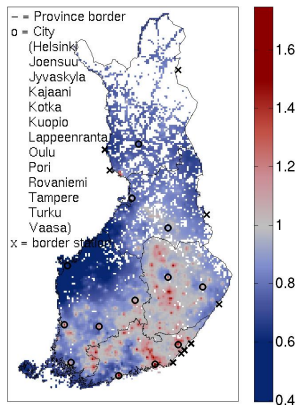 – = Province border
o = City
(Helsinki
Joensuu
Jyvaskyla
Kajaani
Kotka
Kuopio
Lappeenranta
Oulu
Pori
Rovaniemi
Tampere
Turku
Vaasa)
x = border
1.6
1.4
1.2
1
0.8
0.6
0.4